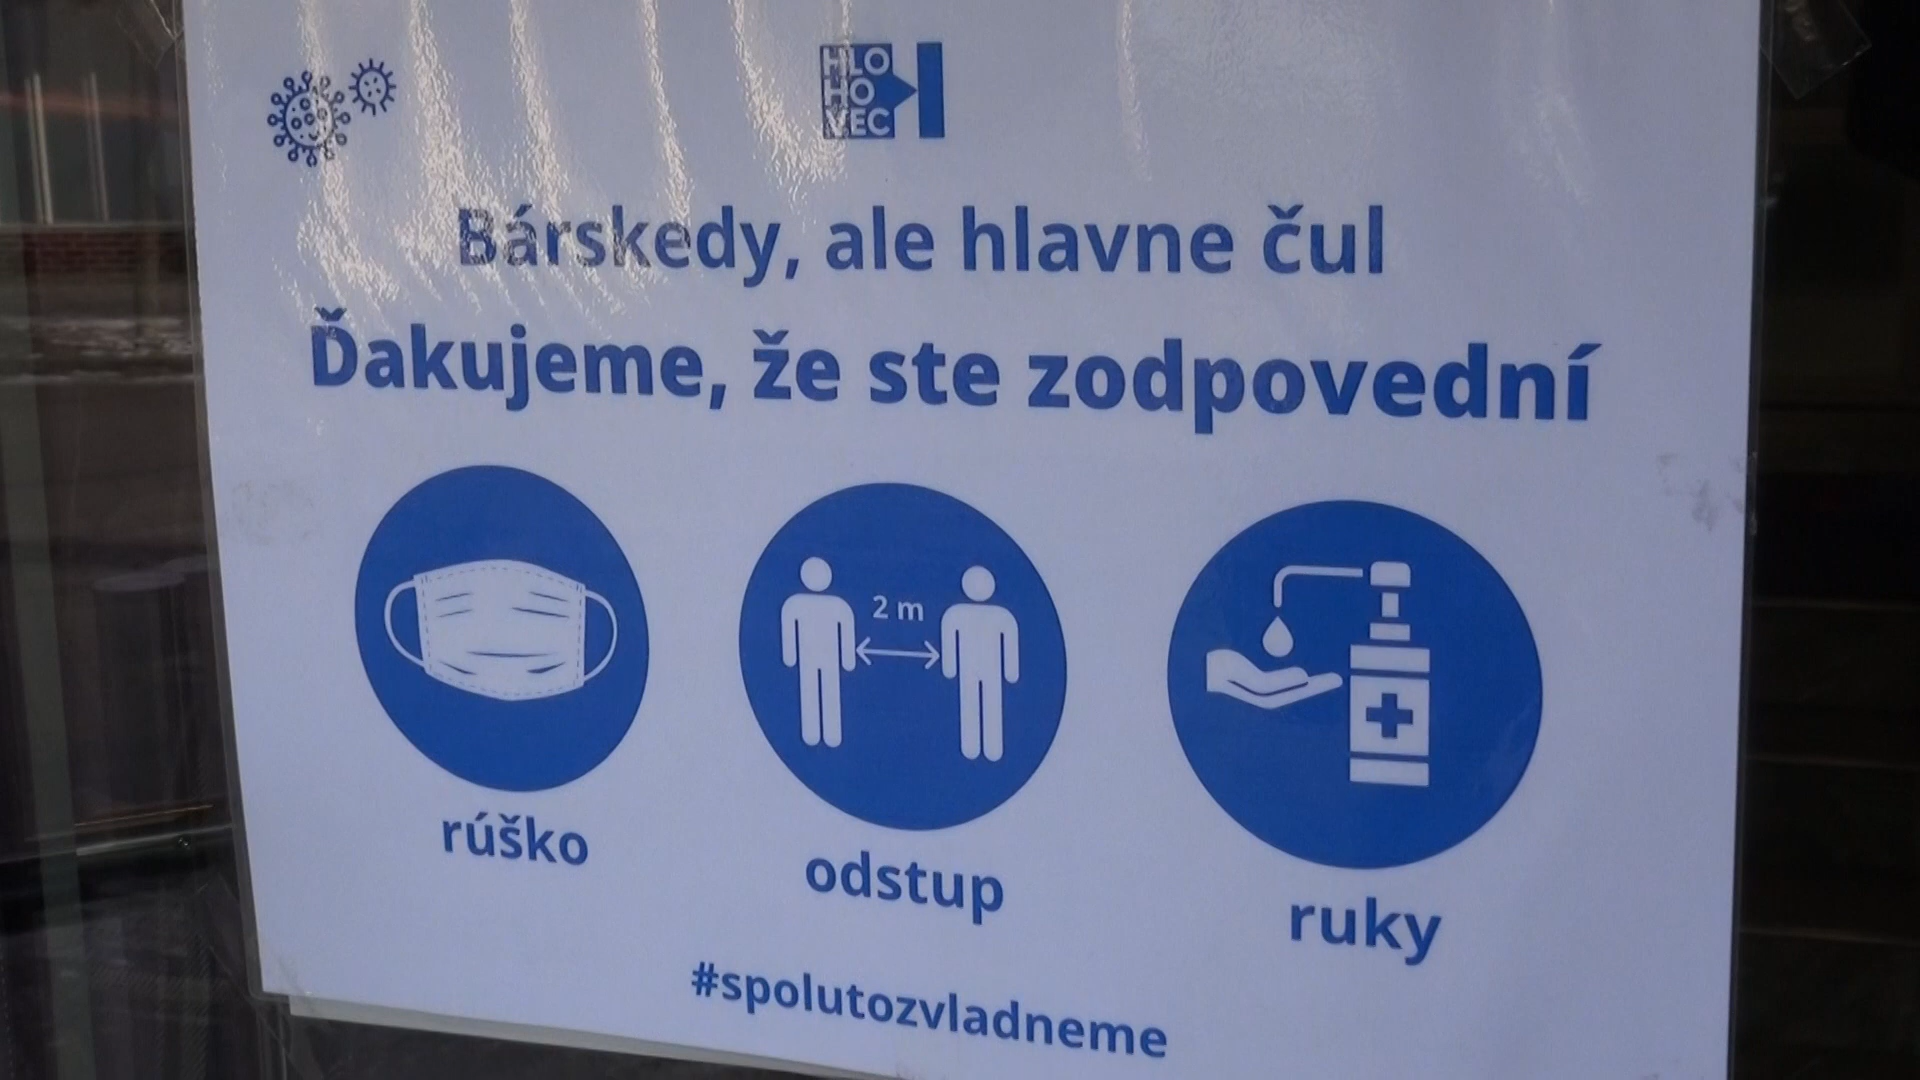 HLO
HO
VEC
Bárskedy, ale hlavne čul
Ďakujeme, že ste zodpovední
2 m
rúško
odstup
ruky
#spolutozvladneme